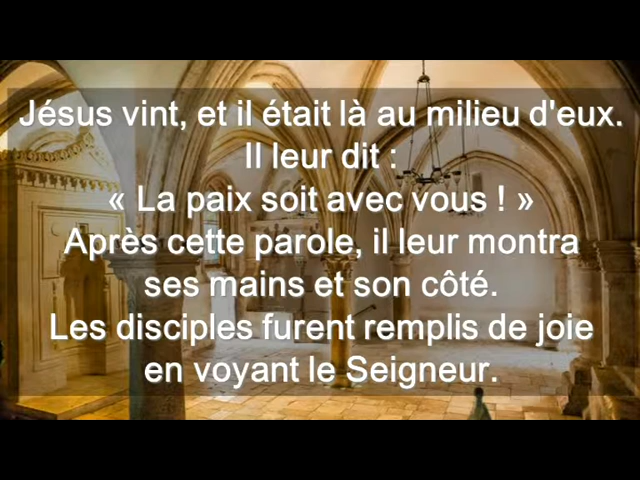 Jésus vint, et il était là au milieu d'eux.
Il leur dit :
« La paix soit avec vous ! »
Après cette parole, il leur montra
ses mains et son côté.
Les disciples furent remplis de joie
en voyant le Seigneur.